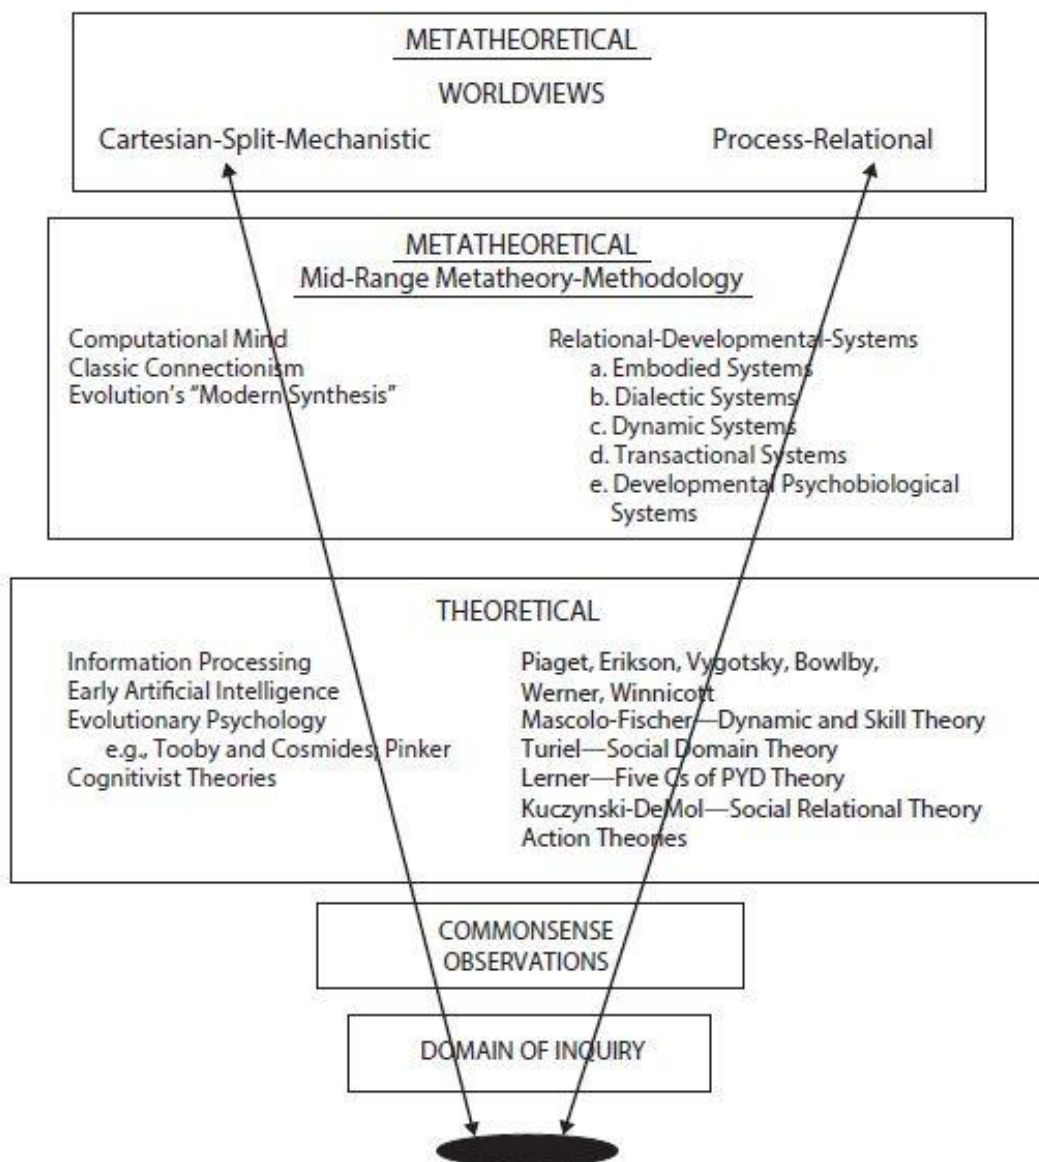 METATHEORETICAL
WORLDVIEWS
Cartesian-Split-Mechanistic
Process-Relational
METATHEORETICAL
Mid-Range Metatheory-Methodology
Computational Mind
Classic Connectionism
Evolution's “Modern Synthesis”
Relational-Developmental-Systems
a. Embodied Systems
b. Dialectic Systems
c. Dynamic Systems
d. Transactional Systems
e. Developmental Psychobiological
Systems
THEORETICAL
Information Processing
Early Artificial Intelligence
Evolutionary Psychology
e.g., Tooby and Cosmides, Pinker
Cognitivist Theories
Piaget, Erikson, Vygotsky, Bowlby,
Werner, Winnicott
Mascolo-Fischer—Dynamic and Skill Theory
Turiel—Social Domain Theory
Lerner—Five Cs of PYD Theory
Kuczynski-DeMol—Social Relational Theory
Action Theories
COMMONSENSE
OBSERVATIONS
DOMAIN OF INQUIRY